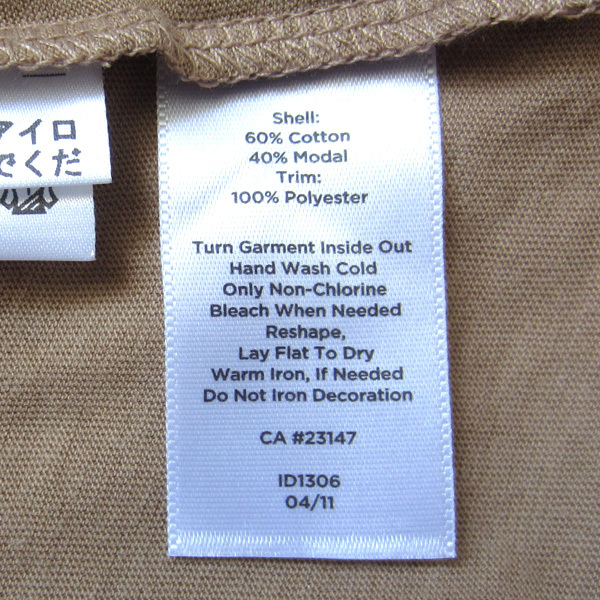 アイロ
でくだ
Shell:
60% Cotton
40% Modal
Trim:
100% Polyester
Turn Garment Inside Out
Hand Wash Cold
Only Non-Chlorine
Bleach When Needed
Reshape,
Lay Flat To Dry
Warm Iron, If Needed
Do Not Iron Decoration
CA #23147
ID1306
04/11